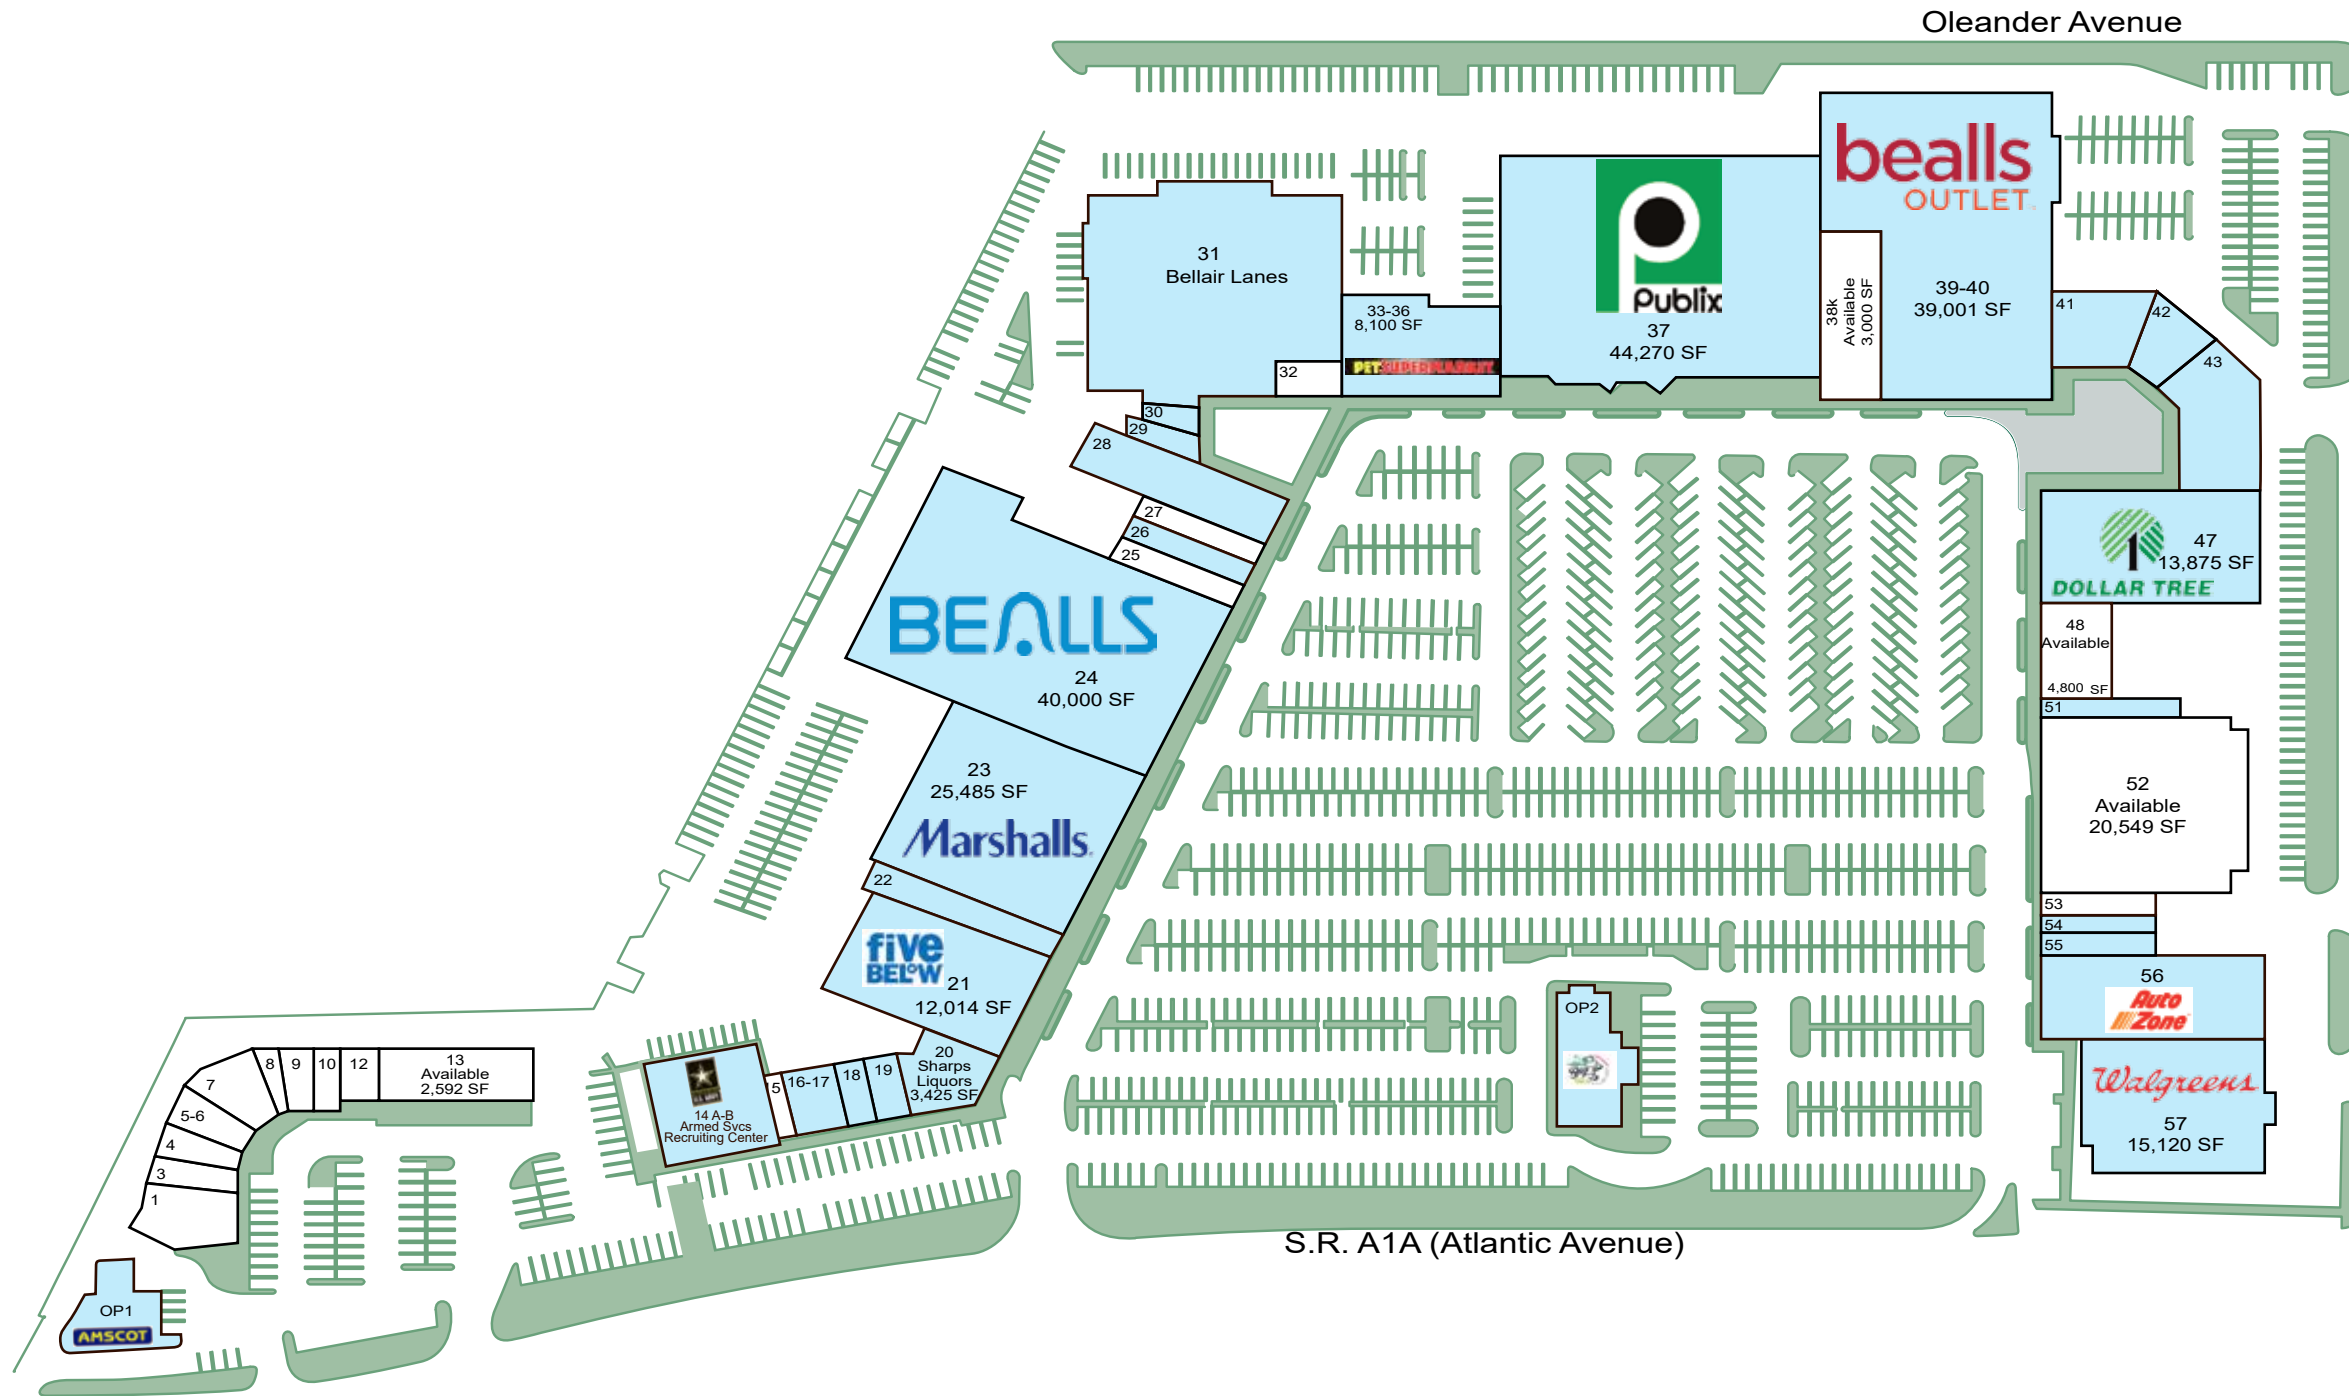 Oleander Avenue
bealls
OUTLET
Publix
37
44,270 SF
38k
Available
3,000 SF
39-40
39,001 SF
31
Bellair Lanes
32
33-36
8,100 SF
PET SUPERMARKET
41
42
43
30
29
28
27
26
25
BEALLS
24
40,000 SF
47
13,875 SF
DOLLAR TREE
48
Available
4,800 SF
51
52
Available
20,549 SF
53
54
55
56
Auto
Zone
Walgreens
57
15,120 SF
23
25,485 SF
Marshalls
22
five
BELOW
21
12,014 SF
20
Sharps
Liquors
3,425 SF
19
18
16-17
5
14 A-B
Armed Svcs
Recruiting Center
13
Available
2,592 SF
12
10
9
8
7
5-6
4
3
1
OP1
AMSCOT
OP2
S.R. A1A (Atlantic Avenue)